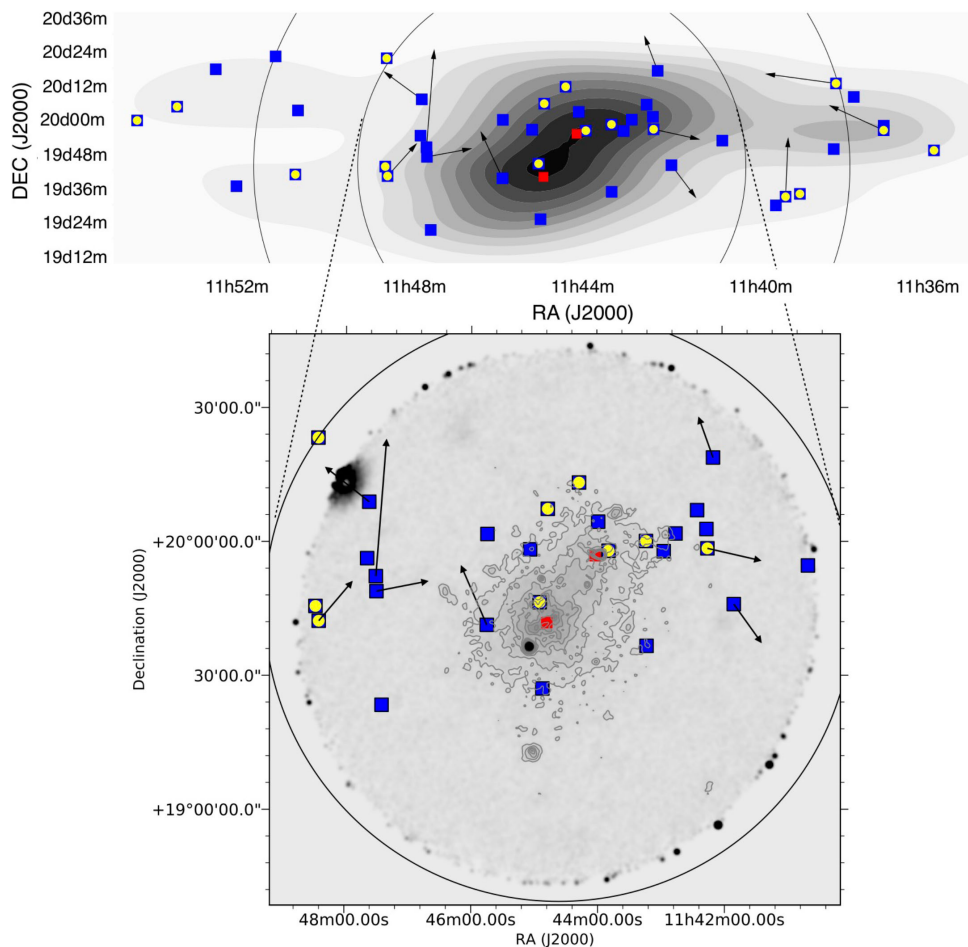 20d36m
20d24m
20d12m
20d00m
19d48m
19d36m
19d24m
19d12m
DEC (J2000)
11h52m
11h48m
11h44m
11h40m
11h36m
RA (J2000)
30'00.0"
+20°00'00.0"
30'00.0"
+19°00'00.0"
Declination (J2000)
48m00.00s
46m00.00s
44m00.00s
11h42m00.00s
RA (J2000)